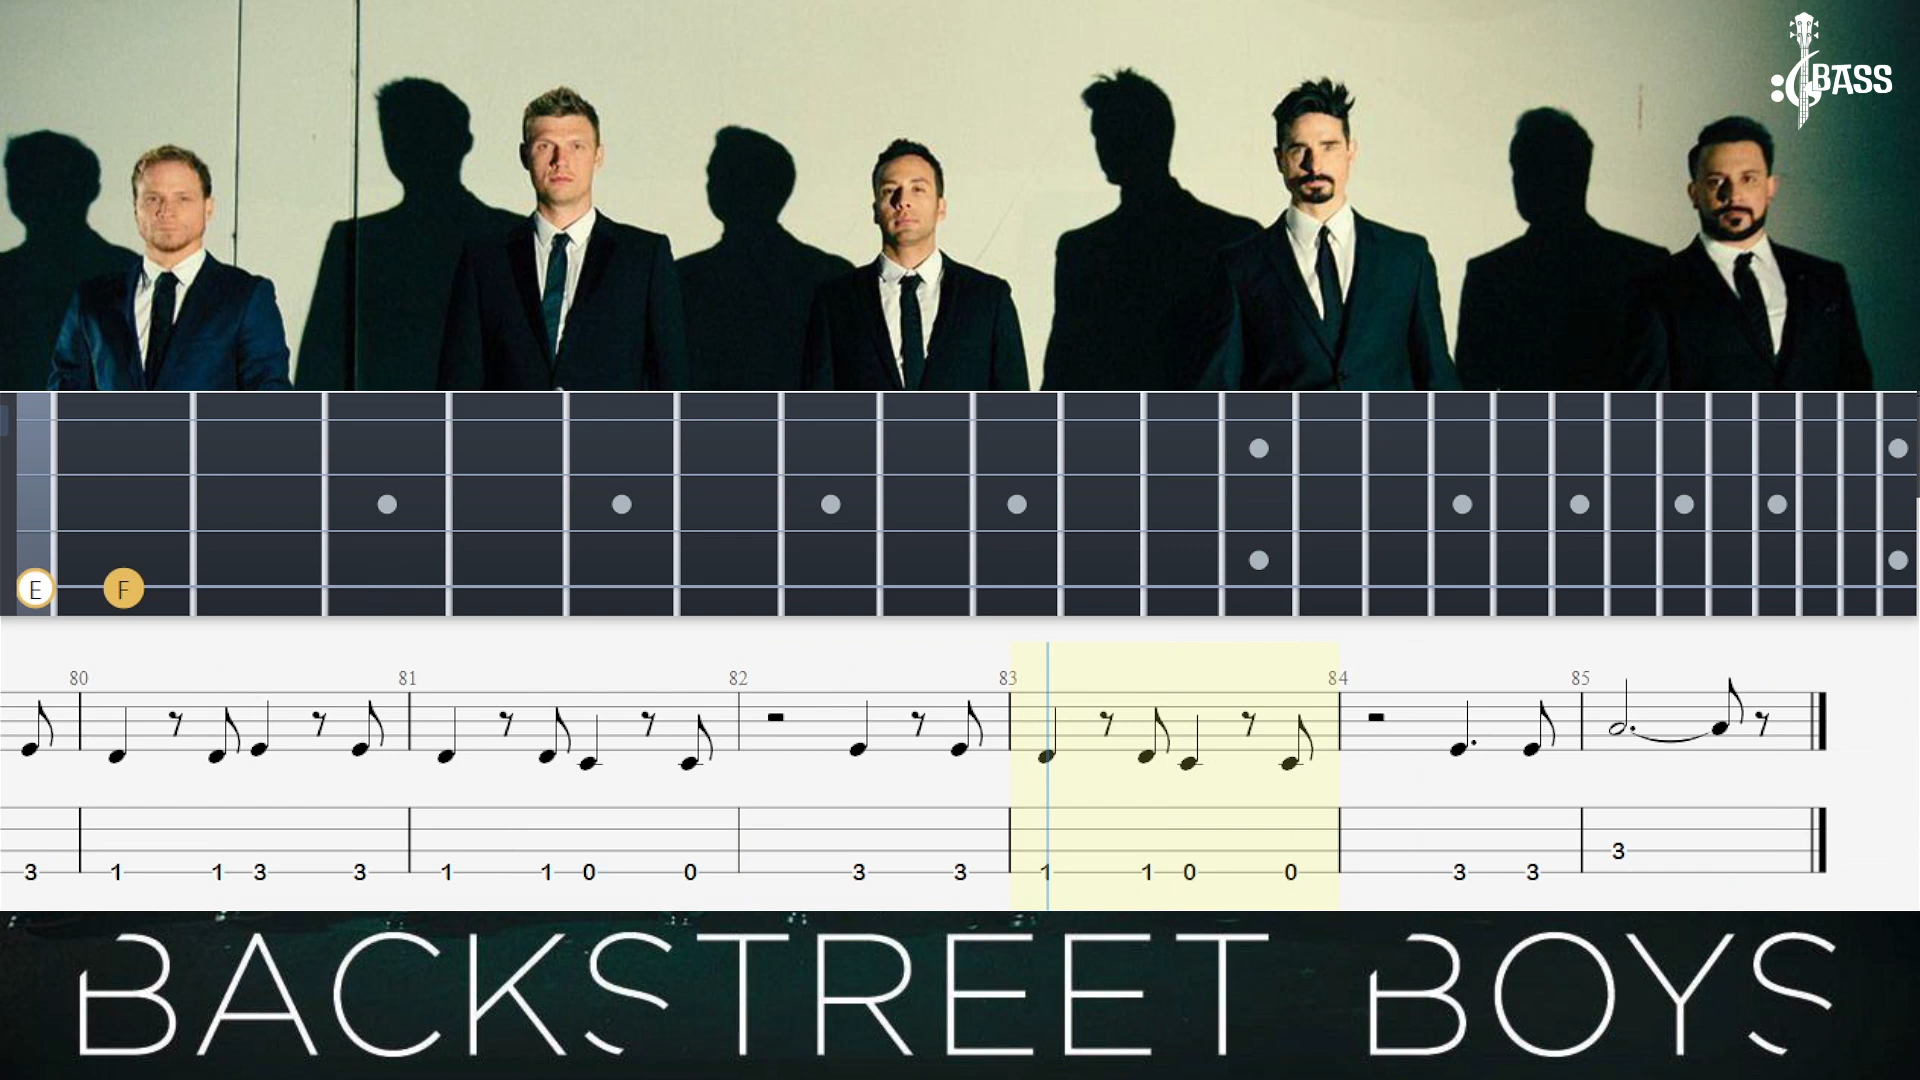 BASS
E F
80 81 82 83 84 85
3 1 1 3 3 1 1 0 0 3 3 1 1 0 0 3 3 3
BACKSTREET BOYS